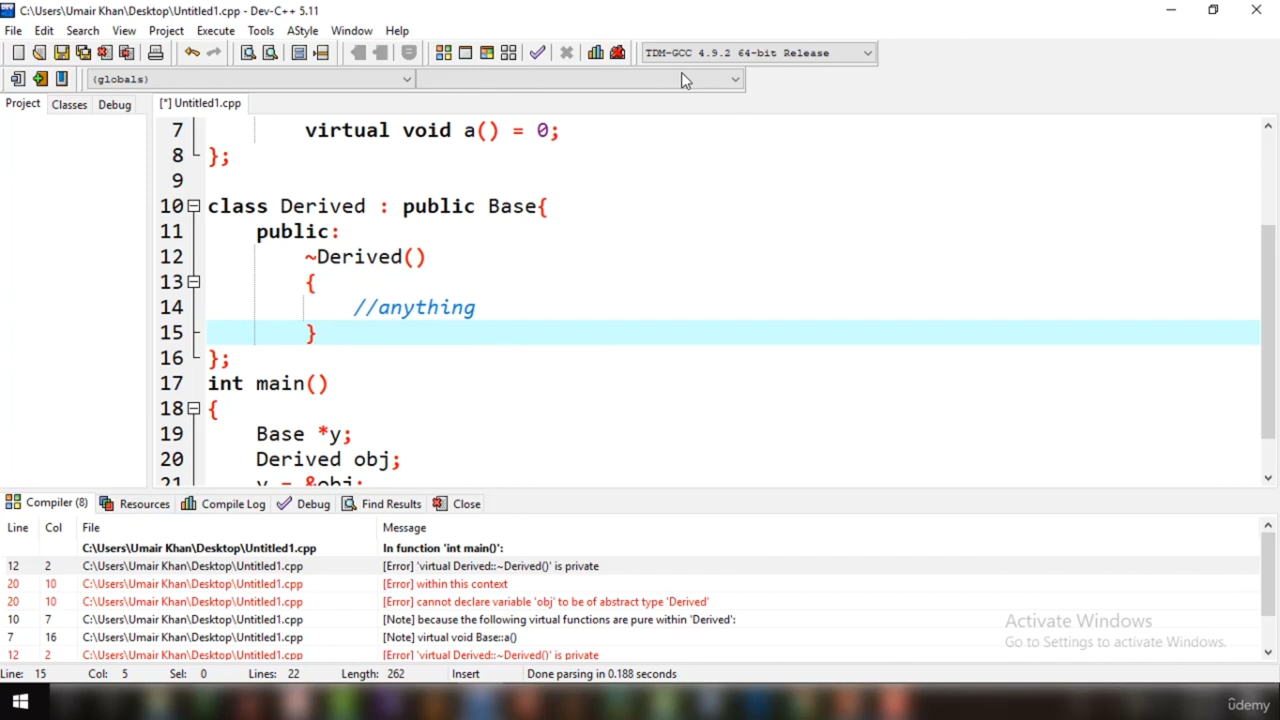 C:\Users\Umair Khan\Desktop\Untitled1.cpp - Dev-C++ 5.11
File Edit Search View Project Execute Tools AStyle Window Help
TDM-GCC 4.9.2 64-bit Release
(globals)
Project Classes Debug [*] Untitled1.cpp
7 virtual void a() = 0;
8 };
9
10 class Derived : public Base{
11 public:
12 ~Derived()
13 {
14 //anything
15 }
16 };
17 int main()
18 {
19 Base *y;
20 Derived obj;
21 y = &obj;
Compiler (8) Resources Compile Log Debug Find Results Close
Line Col File Message
C:\Users\Umair Khan\Desktop\Untitled1.cpp In function 'int main()':
12 2 C:\Users\Umair Khan\Desktop\Untitled1.cpp [Error] 'virtual Derived::~Derived()' is private
20 10 C:\Users\Umair Khan\Desktop\Untitled1.cpp [Error] within this context
20 10 C:\Users\Umair Khan\Desktop\Untitled1.cpp [Error] cannot declare variable 'obj' to be of abstract type 'Derived'
10 7 C:\Users\Umair Khan\Desktop\Untitled1.cpp [Note] because the following virtual functions are pure within 'Derived':
7 16 C:\Users\Umair Khan\Desktop\Untitled1.cpp [Note] virtual void Base::a()
12 2 C:\Users\Umair Khan\Desktop\Untitled1.cpp [Error] 'virtual Derived::~Derived()' is private
Activate Windows
Go to Settings to activate Windows.
Line: 15 Col: 5 Sel: 0 Lines: 22 Length: 262 Insert Done parsing in 0.188 seconds
ûdemy